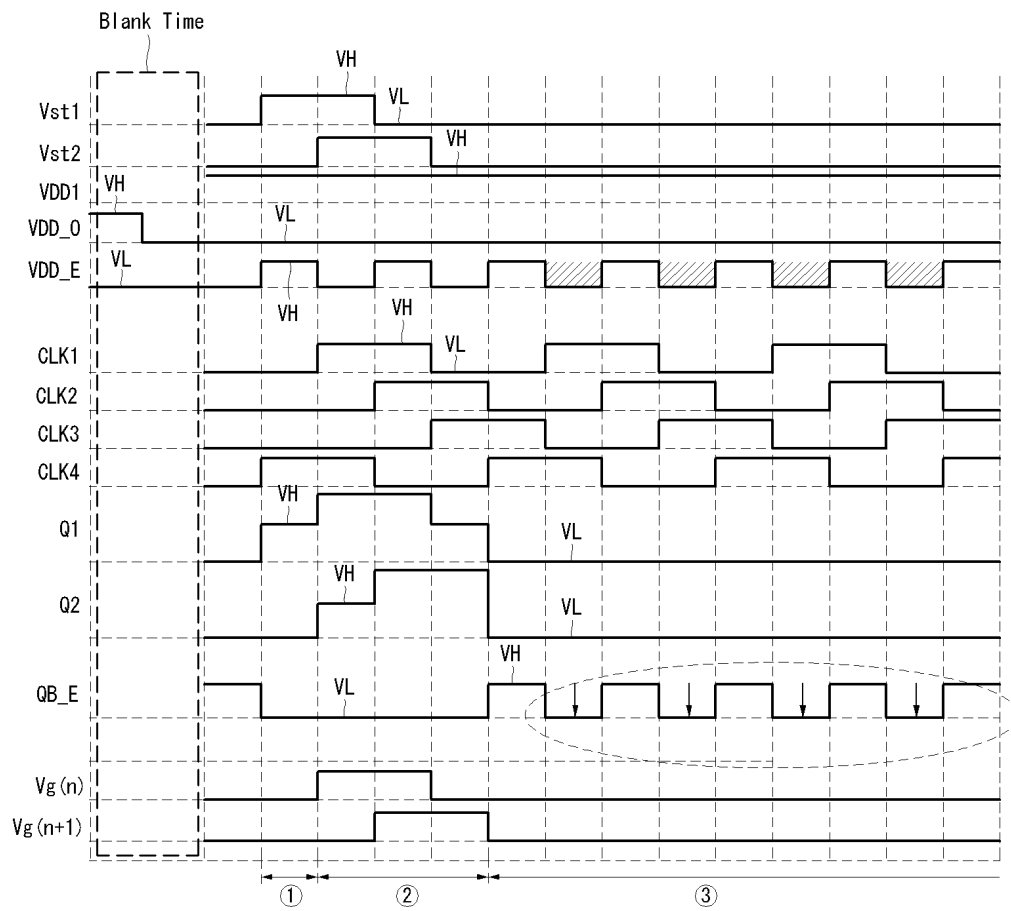 Blank Time
VH
Vst1
VL
Vst2
VH
VDD1
VH
VDD_O
VL
VDD_E
VL
VH
VH
CLK1
VL
CLK2
CLK3
CLK4
VH
Q1
VL
VH
Q2
VL
VH
QB_E
VL
Vg(n)
Vg(n+1)
① ② ③